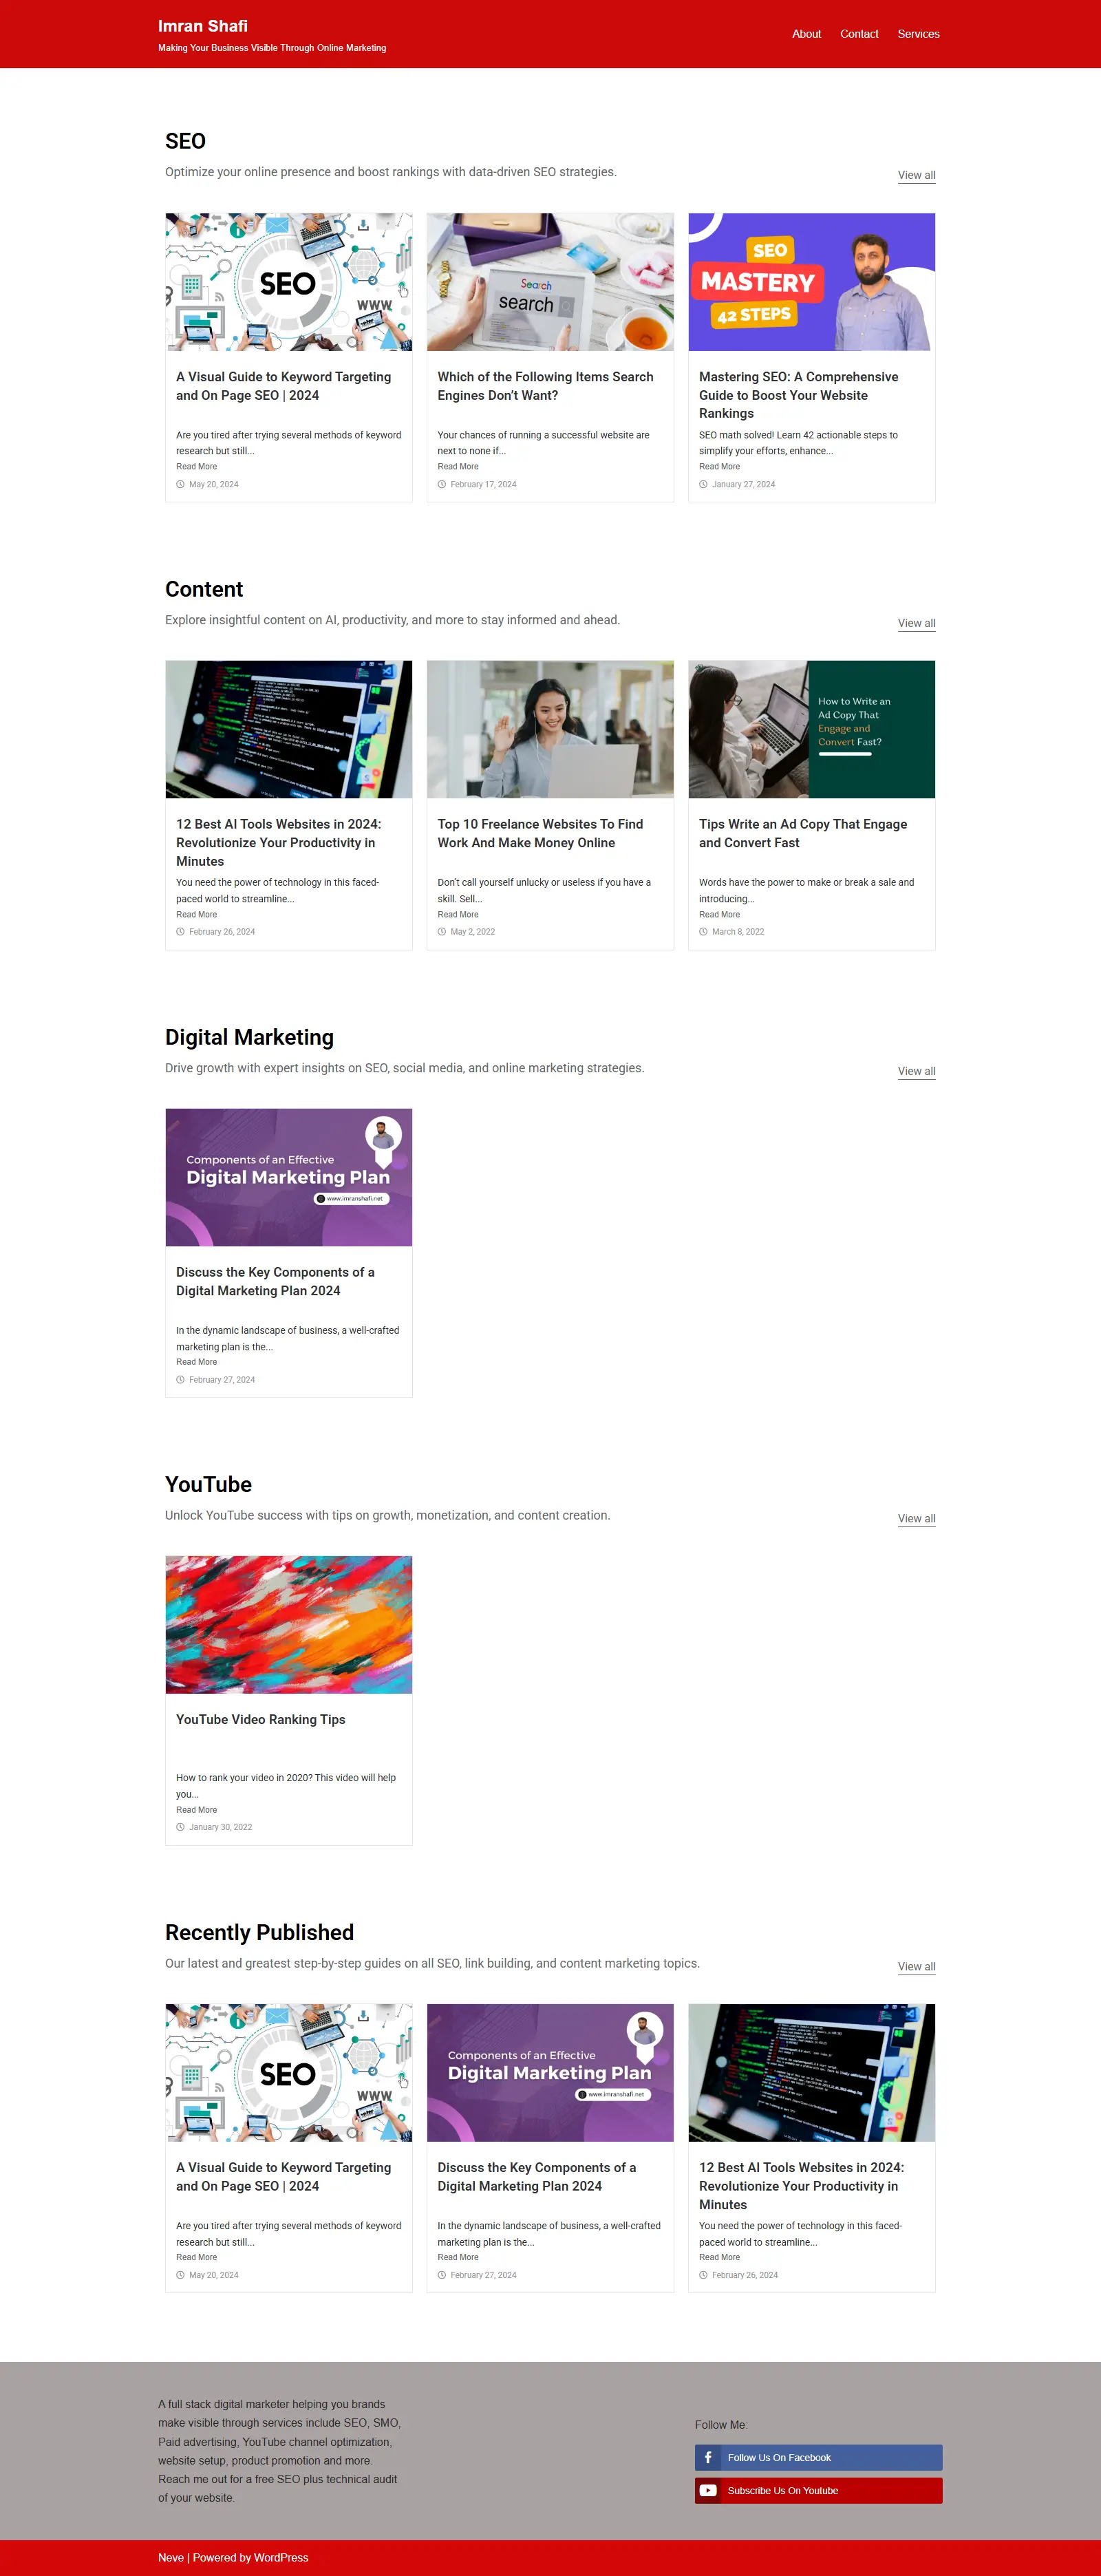 Imran Shafi
Making Your Business Visible Through Online Marketing
About
Contact
Services
SEO
Optimize your online presence and boost rankings with data-driven SEO strategies.
View all
SEO
WWW.
Search
search
SEO
MASTERY
42 STEPS
A Visual Guide to Keyword Targeting
and On Page SEO | 2024
Are you tired after trying several methods of keyword
research but still...
Read More
May 20, 2024
Which of the Following Items Search
Engines Don't Want?
Your chances of running a successful website are
next to none if...
Read More
February 17, 2024
Mastering SEO: A Comprehensive
Guide to Boost Your Website
Rankings
SEO math solved! Learn 42 actionable steps to
simplify your efforts, enhance...
Read More
January 27, 2024
Content
Explore insightful content on AI, productivity, and more to stay informed and ahead.
View all
How to Write an
Ad Copy That
Engage and
Convert Fast?
12 Best AI Tools Websites in 2024:
Revolutionize Your Productivity in
Minutes
You need the power of technology in this faced-
paced world to streamline...
Read More
February 26, 2024
Top 10 Freelance Websites To Find
Work And Make Money Online
Don't call yourself unlucky or useless if you have a
skill. Sell...
Read More
May 2, 2022
Tips Write an Ad Copy That Engage
and Convert Fast
Words have the power to make or break a sale and
introducing...
Read More
March 8, 2022
Digital Marketing
Drive growth with expert insights on SEO, social media, and online marketing strategies.
View all
Components of an Effective
Digital Marketing Plan
www.imranshafi.net
Discuss the Key Components of a
Digital Marketing Plan 2024
In the dynamic landscape of business, a well-crafted
marketing plan is the...
Read More
February 27, 2024
YouTube
Unlock YouTube success with tips on growth, monetization, and content creation.
View all
YouTube Video Ranking Tips
How to rank your video in 2020? This video will help
you...
Read More
January 30, 2022
Recently Published
Our latest and greatest step-by-step guides on all SEO, link building, and content marketing topics.
View all
SEO
WWW.
Components of an Effective
Digital Marketing Plan
www.imranshafi.net
A Visual Guide to Keyword Targeting
and On Page SEO | 2024
Are you tired after trying several methods of keyword
research but still...
Read More
May 20, 2024
Discuss the Key Components of a
Digital Marketing Plan 2024
In the dynamic landscape of business, a well-crafted
marketing plan is the...
Read More
February 27, 2024
12 Best AI Tools Websites in 2024:
Revolutionize Your Productivity in
Minutes
You need the power of technology in this faced-
paced world to streamline...
Read More
February 26, 2024
A full stack digital marketer helping you brands
make visible through services include SEO, SMO,
Paid advertising, YouTube channel optimization,
website setup, product promotion and more.
Reach me out for a free SEO plus technical audit
of your website.
Follow Me:
Follow Us On Facebook
Subscribe Us On Youtube
Neve | Powered by WordPress